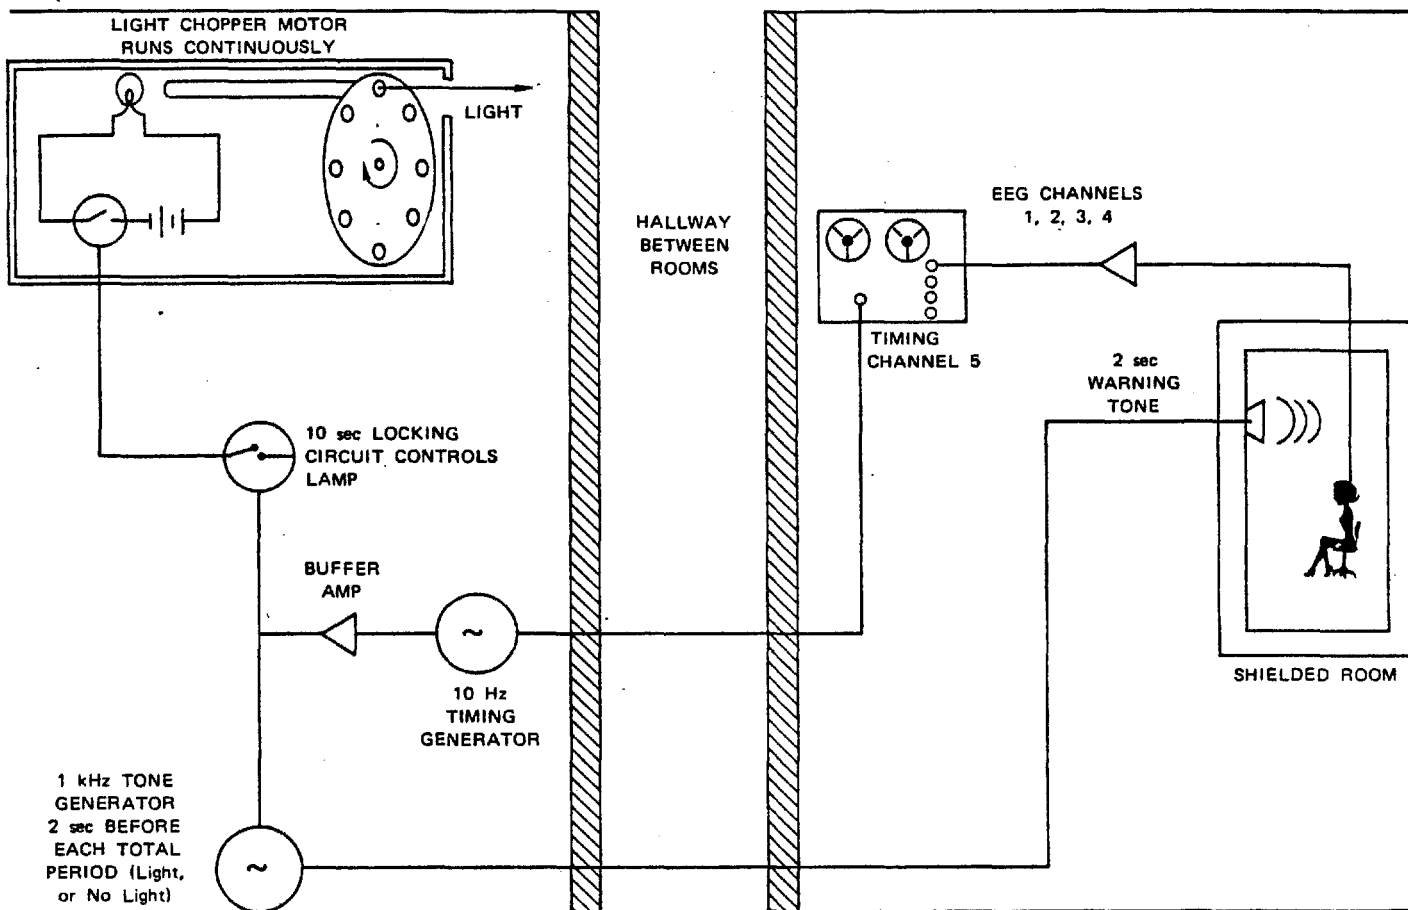 LIGHT CHOPPER MOTOR
RUNS CONTINUOUSLY
LIGHT
HALLWAY
BETWEEN
ROOMS
EEG CHANNELS
1, 2, 3, 4
TIMING
CHANNEL 5
2 sec
WARNING
TONE
10 sec LOCKING
CIRCUIT CONTROLS
LAMP
BUFFER
AMP
~
10 Hz
TIMING
GENERATOR
SHIELDED ROOM
1 kHz TONE
GENERATOR
2 sec BEFORE
EACH TOTAL
PERIOD (Light,
or No Light)
~